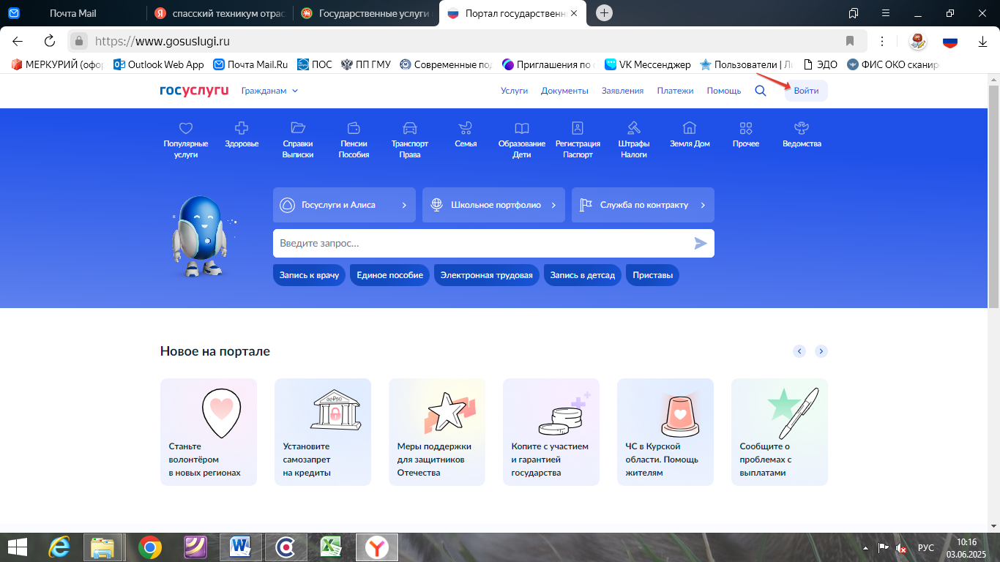 Почта Mail
спасский техникум отрас
Государственные услуги
Портал государственн
https://www.gosuslugi.ru
МЕРКУРИЙ (офор
Outlook Web App
Почта Mail.Ru
ПОС
ПП ГМУ
Современные под
Приглашения по
VK Мессенджер
Пользователи | Ли
ЭДО
ФИС ОКО сканир
госуслуги
Гражданам
Услуги
Документы
Заявления
Платежи
Помощь
Войти
Популярные
услуги
Здоровье
Справки
Выписки
Пенсии
Пособия
Транспорт
Права
Семья
Образование
Дети
Регистрация
Паспорт
Штрафы
Налоги
Земля Дом
Прочее
Ведомства
Госуслуги и Алиса
Школьное портфолио
Служба по контракту
Введите запрос...
Запись к врачу
Единое пособие
Электронная трудовая
Запись в детсад
Приставы
Новое на портале
Станьте
волонтёром
в новых регионах
Установите
самозапрет
на кредиты
Меры поддержки
для защитников
Отечества
Копите с участием
и гарантией
государства
ЧС в Курской
области. Помощь
жителям
Сообщите о
проблемах с
выплатами
РУС
10:16
03.06.2025